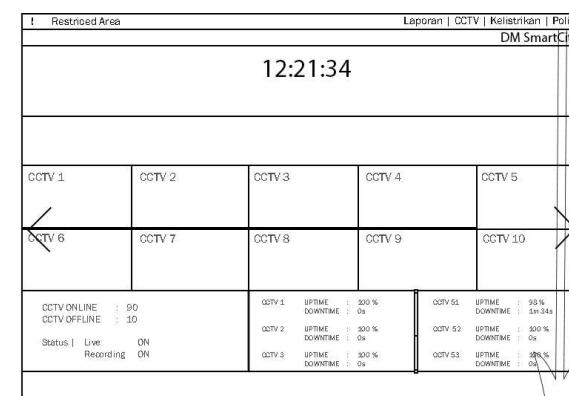 ! Restriced Area Laporan | CCTV | Kelistrikan | Poli
DM SmartCit
12:21:34
CCTV 1 CCTV 2 CCTV 3 CCTV 4 CCTV 5
CCTV 6 CCTV 7 CCTV 8 CCTV 9 CCTV 10
CCTV ONLINE : 90
CCTV OFFLINE : 10
Status | Live ON
Recording ON
CCTV 1 UPTIME : 100 %
DOWNTIME : 0s
CCTV 2 UPTIME : 100 %
DOWNTIME : 0s
CCTV 3 UPTIME : 100 %
DOWNTIME : 0s
CCTV 51 UPTIME : 98 %
DOWNTIME : 1m 34s
CCTV 52 UPTIME : 100 %
DOWNTIME : 0s
CCTV 53 UPTIME : 100 %
DOWNTIME : 0s